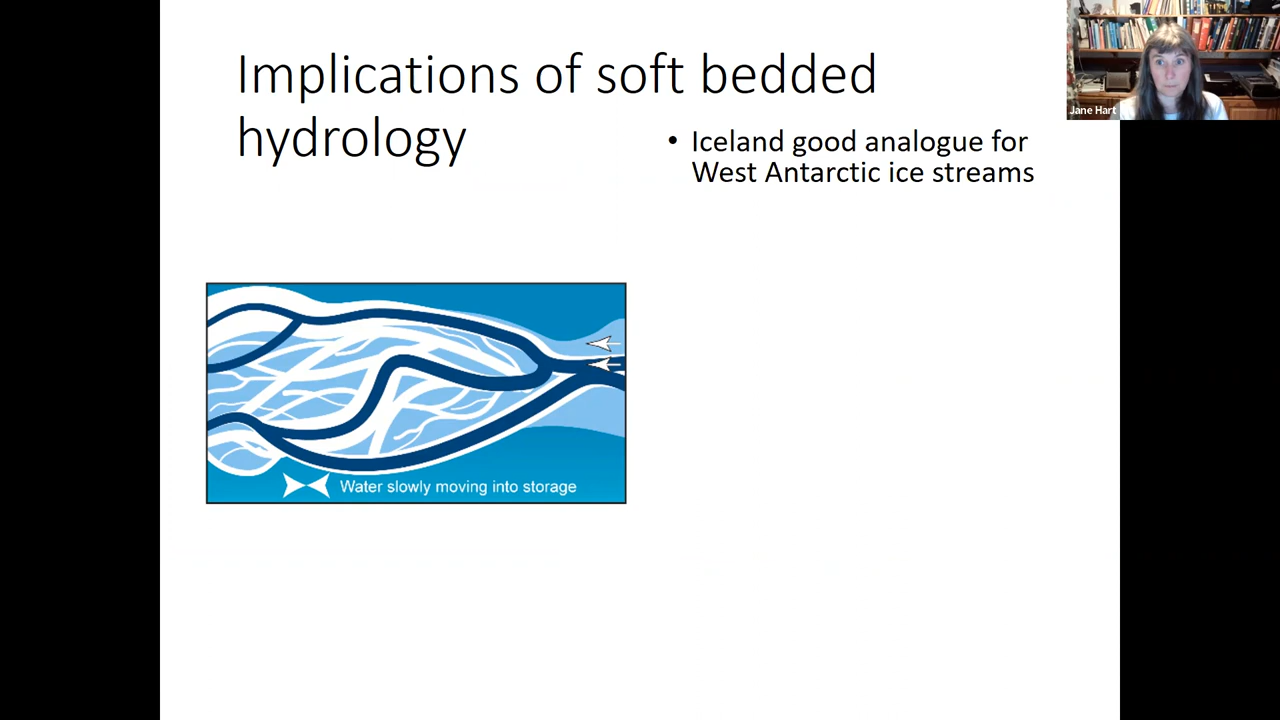 Implications of soft bedded
hydrology
• Iceland good analogue for
West Antarctic ice streams
Jane Hart
Water slowly moving into storage